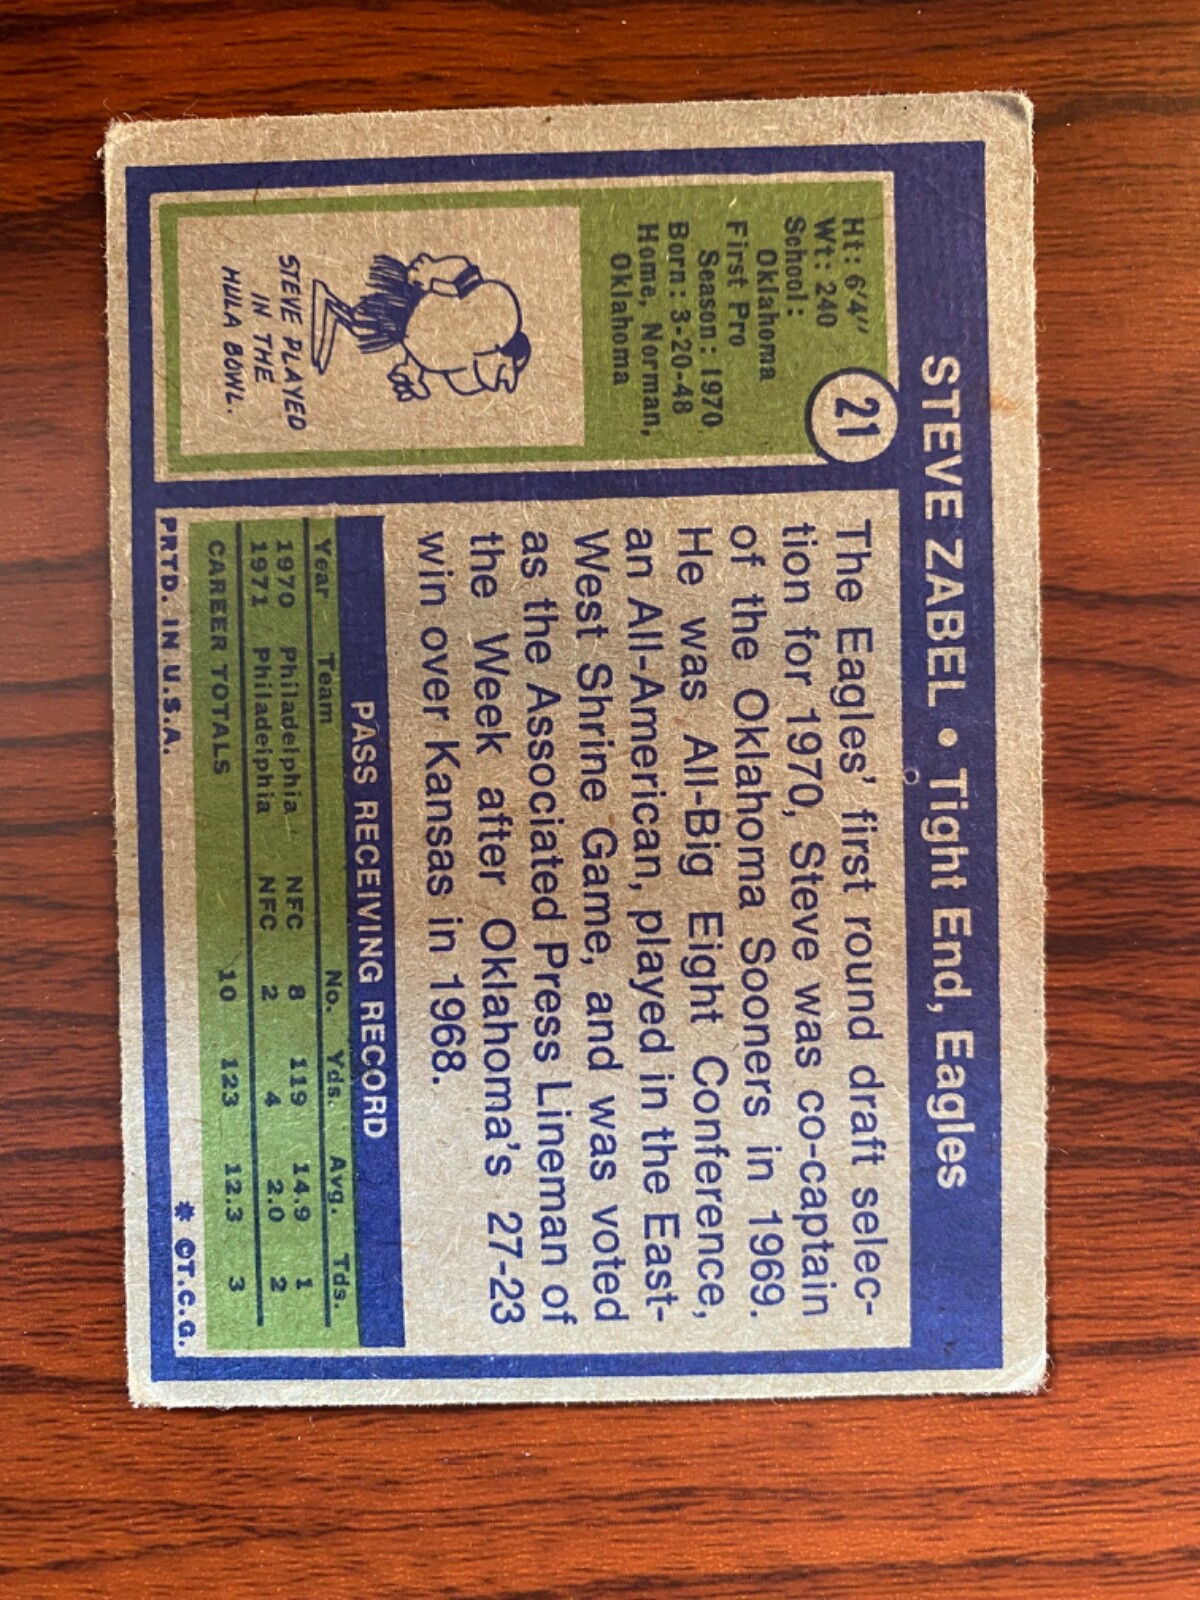 STEVE ZABEL • Tight End, Eagles
21
Ht: 6'4"
Wt: 240
School:
Oklahoma
First Pro
Season: 1970
Born: 3-20-48
Home, Norman,
Oklahoma
STEVE PLAYED
IN THE
HULA BOWL.
The Eagles' first round draft selec-
tion for 1970, Steve was co-captain
of the Oklahoma Sooners in 1969.
He was All-Big Eight Conference,
an All-American, played in the East-
West Shrine Game, and was voted
as the Associated Press Lineman of
the Week after Oklahoma's 27-23
win over Kansas in 1968.
PASS RECEIVING RECORD
Year Team No. Yds. Avg. Tds.
1970 Philadelphia NFC 8 119 14.9 1
1971 Philadelphia NFC 2 4 2.0 2
CAREER TOTALS 10 123 12.3 3
PRTD. IN U.S.A. * ©T.C.G.